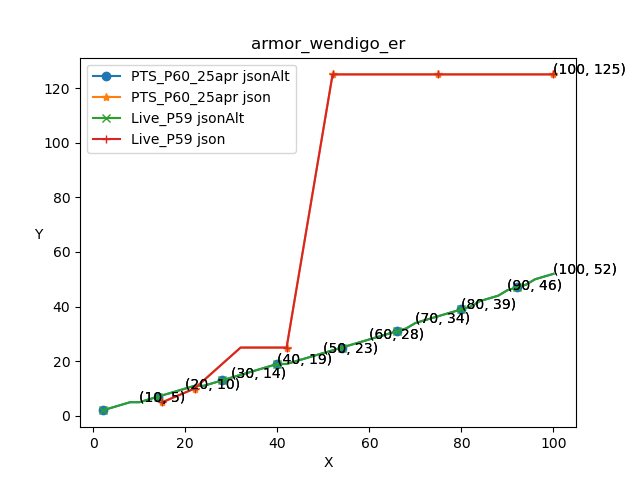 armor_wendigo_er
PTS_P60_25apr jsonAlt
PTS_P60_25apr json
Live_P59 jsonAlt
Live_P59 json
(100, 125)
(100, 52)
(90, 46)
(80, 39)
(70, 34)
(60, 28)
(50, 23)
(40, 19)
(30, 14)
(20, 10)
(10, 5)
Y
120
100
80
60
40
20
0
0 20 40 60 80 100
X